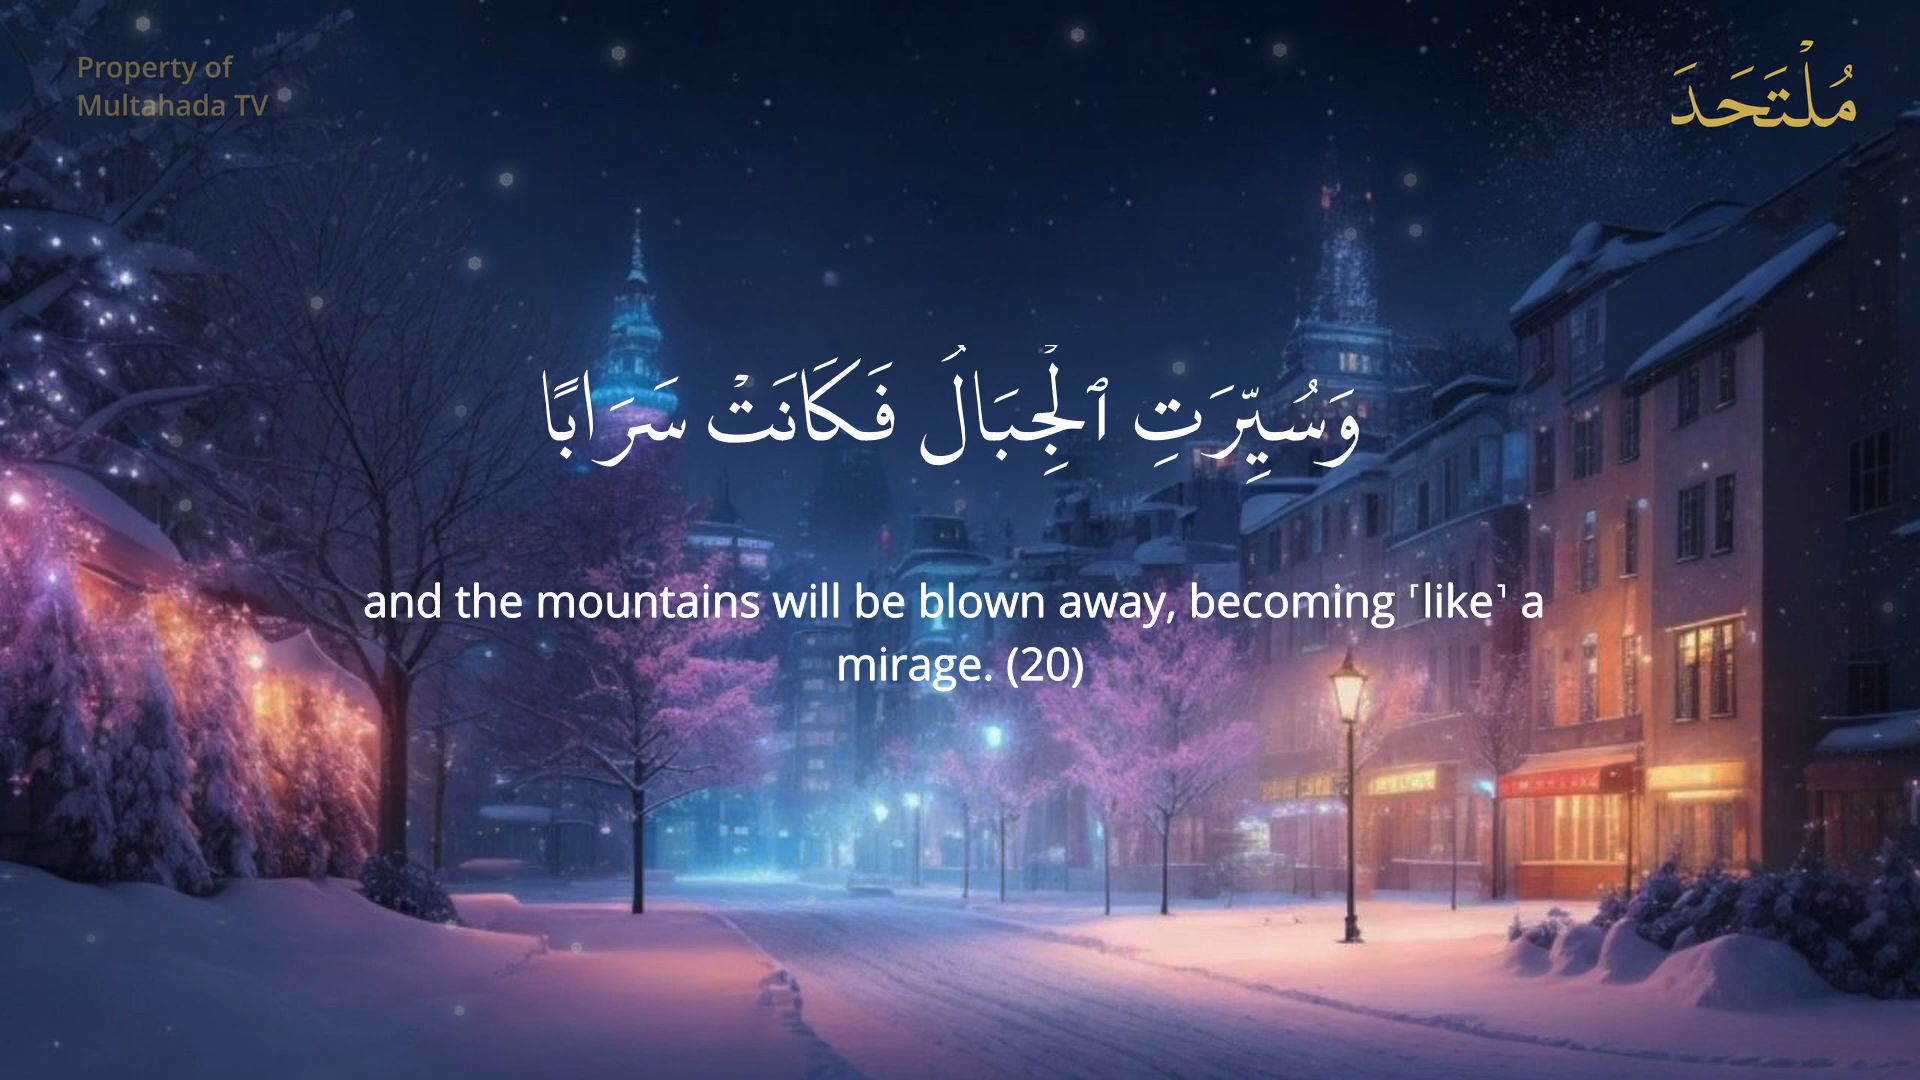 Property of
Multahada TV
مُلْتَحَدَ
وَسُيِّرَتِ ٱلْجِبَالُ فَكَانَتْ سَرَابًا
and the mountains will be blown away, becoming ˹like˺ a
mirage. (20)